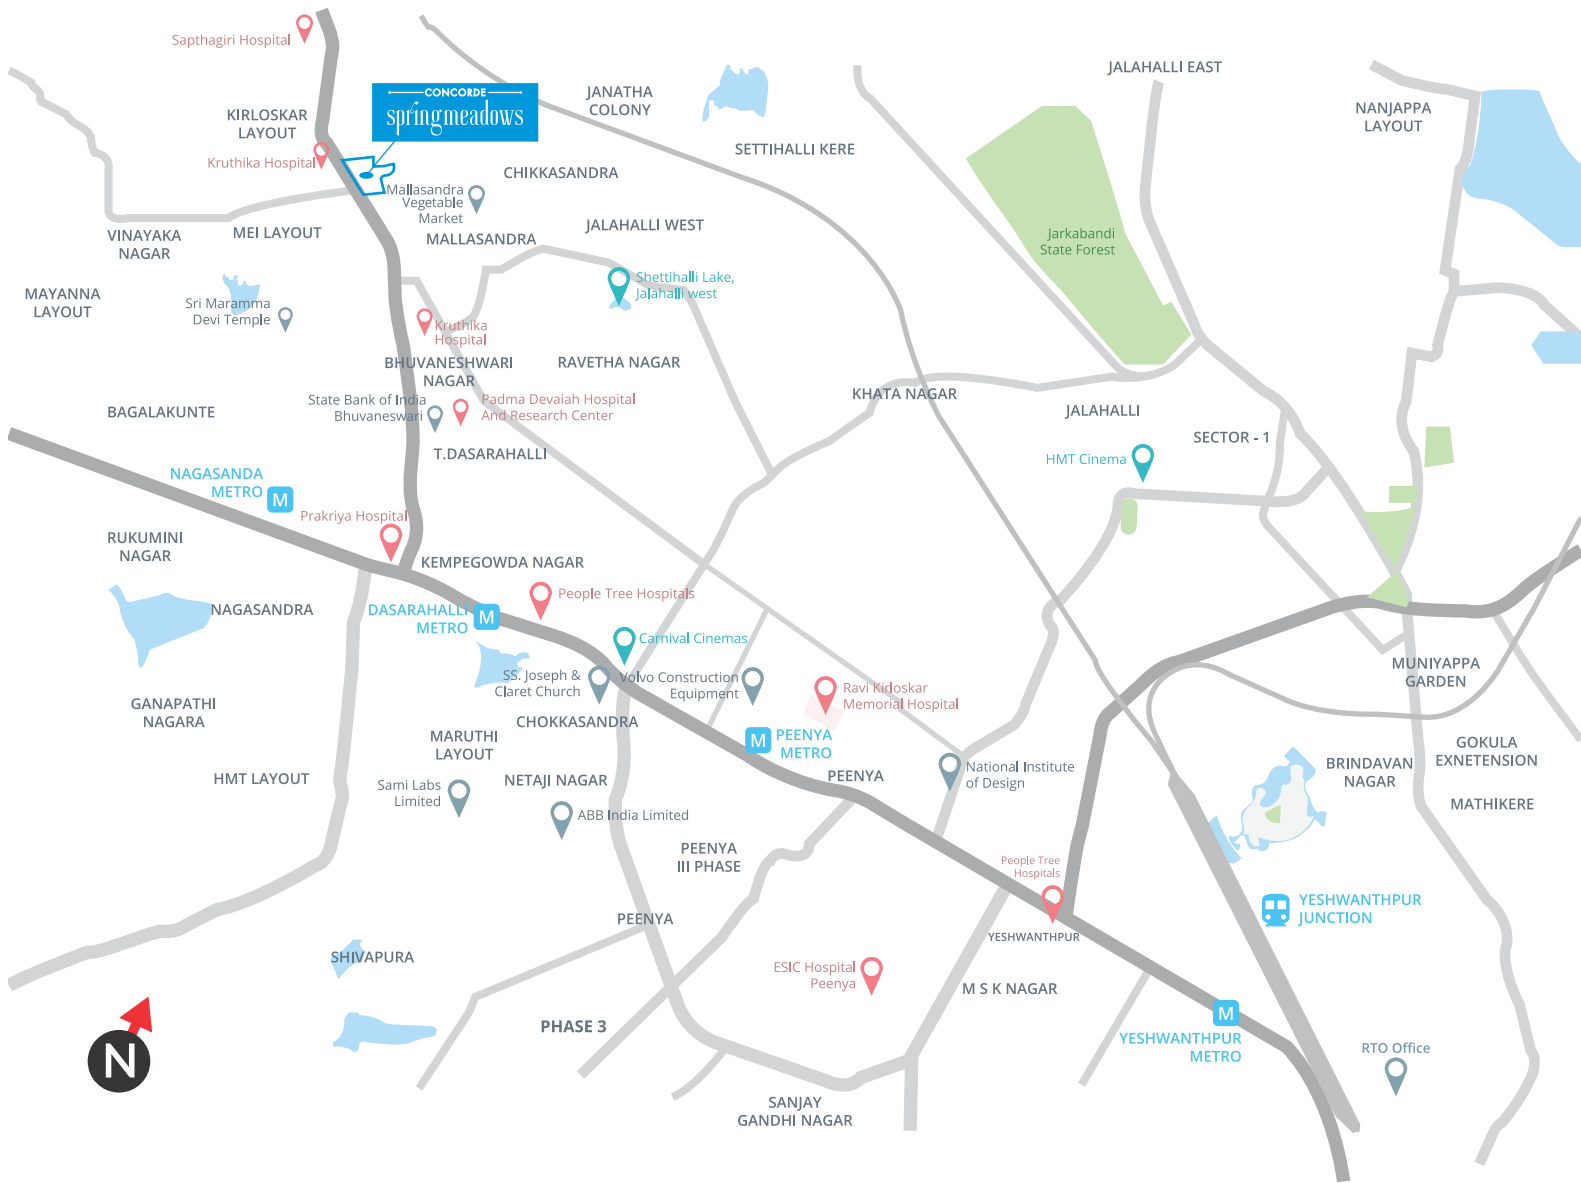 Sapthagiri Hospital
CONCORDE
springmeadows
JANATHA
COLONY
JALAHALLI EAST
NANJAPPA
LAYOUT
KIRLOSKAR
LAYOUT
Kruthika Hospital
SETTIHALLI KERE
CHIKKASANDRA
Mallasandra
Vegetable
Market
VINAYAKA
NAGAR
MEI LAYOUT
MALLASANDRA
JALAHALLI WEST
Jarkabandi
State Forest
MAYANNA
LAYOUT
Sri Maramma
Devi Temple
Shettihalli Lake,
Jalahalli west
Kruthika
Hospital
BHUVANESHWARI
NAGAR
RAVETHA NAGAR
KHATA NAGAR
BAGALAKUNTE
State Bank of India
Bhuvaneswari
Padma Devaiah Hospital
And Research Center
JALAHALLI
SECTOR - 1
T.DASARAHALLI
HMT Cinema
NAGASANDA
METRO
M
Prakriya Hospital
RUKUMINI
NAGAR
KEMPEGOWDA NAGAR
NAGASANDRA
DASARAHALLI
METRO
M
People Tree Hospitals
Carnival Cinemas
SS. Joseph &
Claret Church
Volvo Construction
Equipment
Ravi Kirloskar
Memorial Hospital
MUNIYAPPA
GARDEN
GANAPATHI
NAGARA
CHOKKASANDRA
MARUTHI
LAYOUT
M
PEENYA
METRO
HMT LAYOUT
NETAJI NAGAR
PEENYA
National Institute
of Design
BRINDAVAN
NAGAR
GOKULA
EXNETENSION
MATHIKERE
Sami Labs
Limited
ABB India Limited
PEENYA
III PHASE
People Tree
Hospitals
YESHWANTHPUR
JUNCTION
PEENYA
YESHWANTHPUR
SHIVAPURA
ESIC Hospital
Peenya
M S K NAGAR
PHASE 3
M
YESHWANTHPUR
METRO
RTO Office
N
SANJAY
GANDHI NAGAR